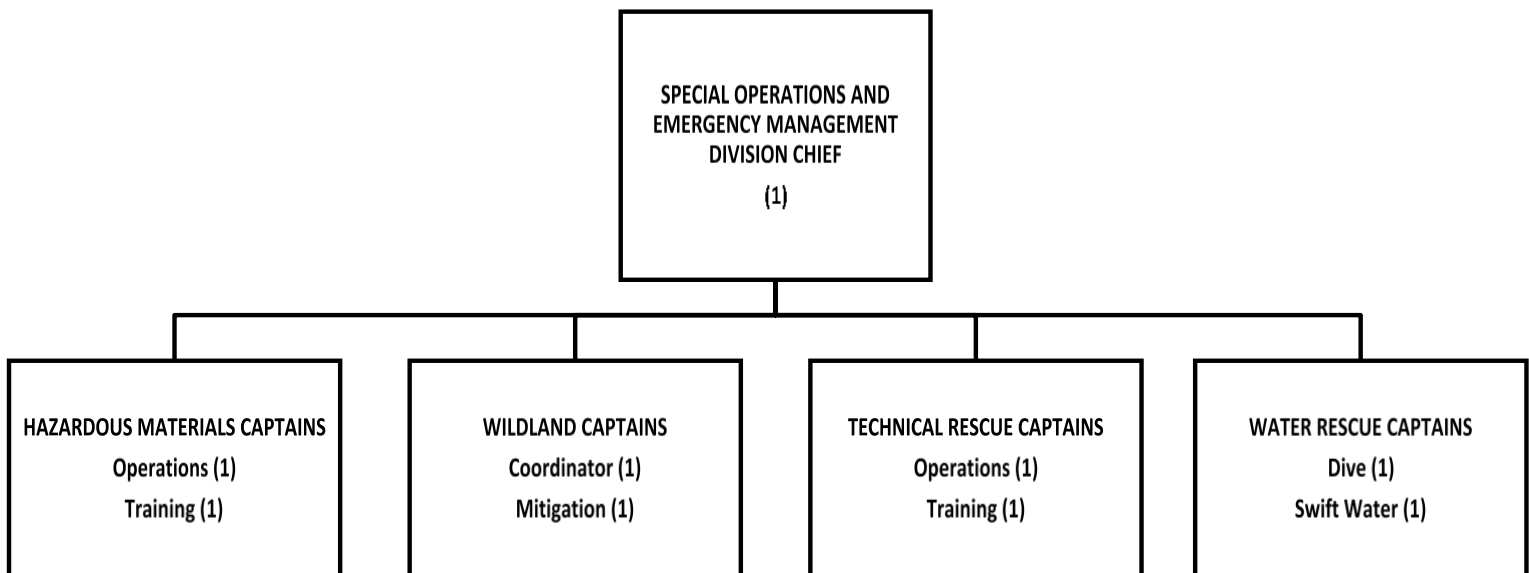 SPECIAL OPERATIONS AND
EMERGENCY MANAGEMENT
DIVISION CHIEF
(1)
HAZARDOUS MATERIALS CAPTAINS
Operations (1)
Training (1)
WILDLAND CAPTAINS
Coordinator (1)
Mitigation (1)
TECHNICAL RESCUE CAPTAINS
Operations (1)
Training (1)
WATER RESCUE CAPTAINS
Dive (1)
Swift Water (1)